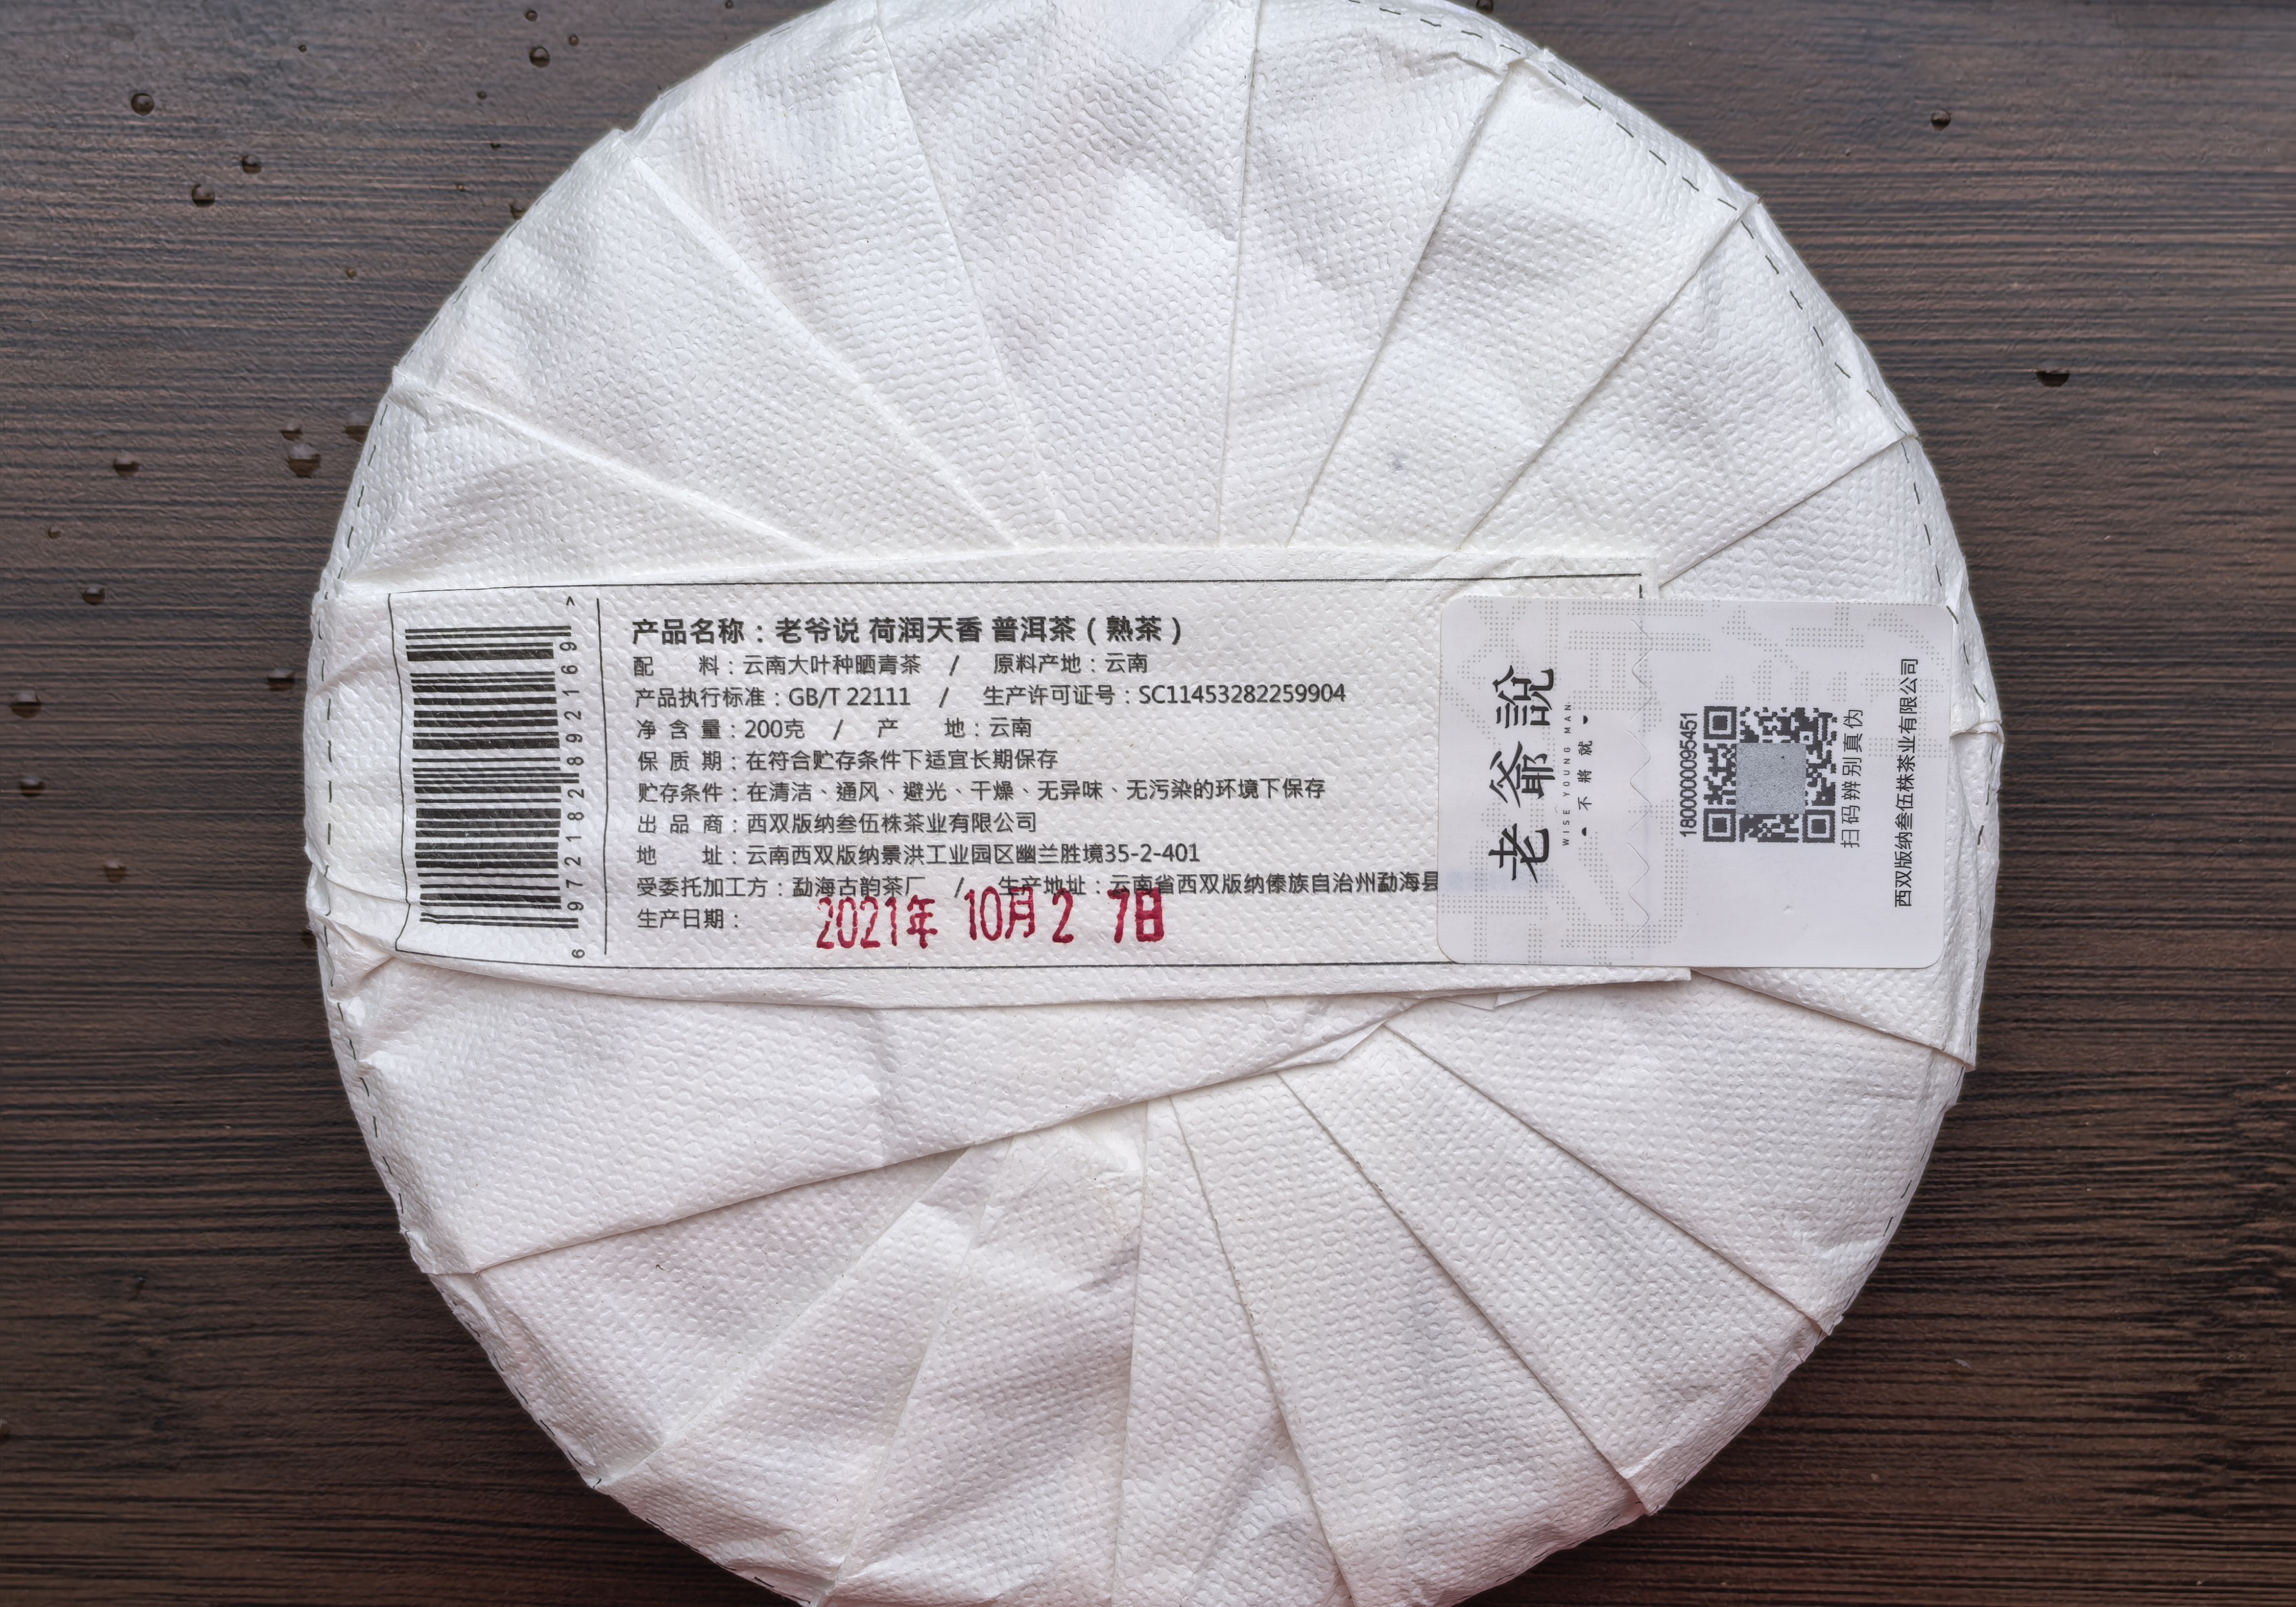 产品名称：老爷说 荷润天香 普洱茶（熟茶）
配 料：云南大叶种晒青茶 / 原料产地：云南
产品执行标准：GB/T 22111 / 生产许可证号：SC11453282259904
净含量：200克 / 产 地：云南
保质期：在符合贮存条件下适宜长期保存
贮存条件：在清洁、通风、避光、干燥、无异味、无污染的环境下保存
出品商：西双版纳叁伍株茶业有限公司
地 址：云南西双版纳景洪工业园区幽兰胜境35-2-401
受委托加工方：勐海古韵茶厂 / 生产地址：云南省西双版纳傣族自治州勐海县
生产日期：2021年 10月2 7日
6 972182 892169 >
老爺説
WISE YOUNG MAN
不將就
1800000095451
扫码辨别真伪
西双版纳叁伍株茶业有限公司